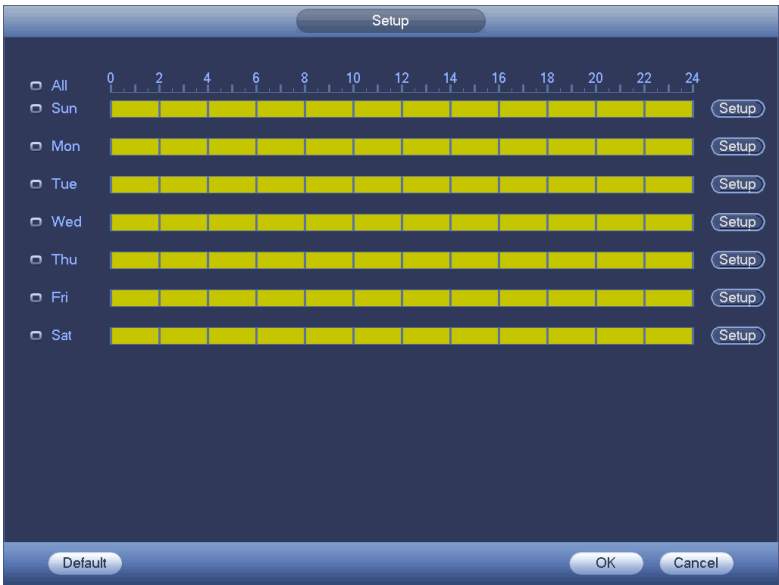 Setup
All 0 2 4 6 8 10 12 14 16 18 20 22 24
Sun Setup
Mon Setup
Tue Setup
Wed Setup
Thu Setup
Fri Setup
Sat Setup
Default OK Cancel